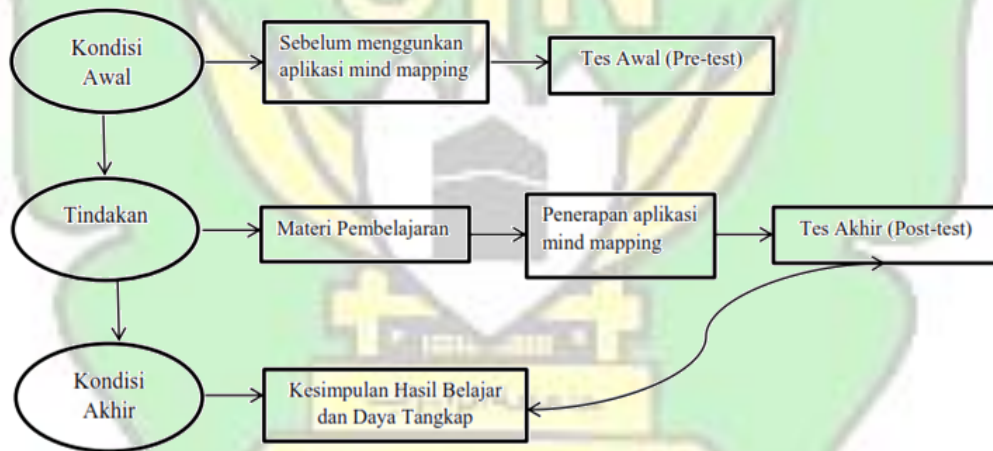 Kondisi
Awal
Sebelum menggunkan
aplikasi mind mapping
Tes Awal (Pre-test)
Tindakan
Materi Pembelajaran
Penerapan aplikasi
mind mapping
Tes Akhir (Post-test)
Kondisi
Akhir
Kesimpulan Hasil Belajar
dan Daya Tangkap